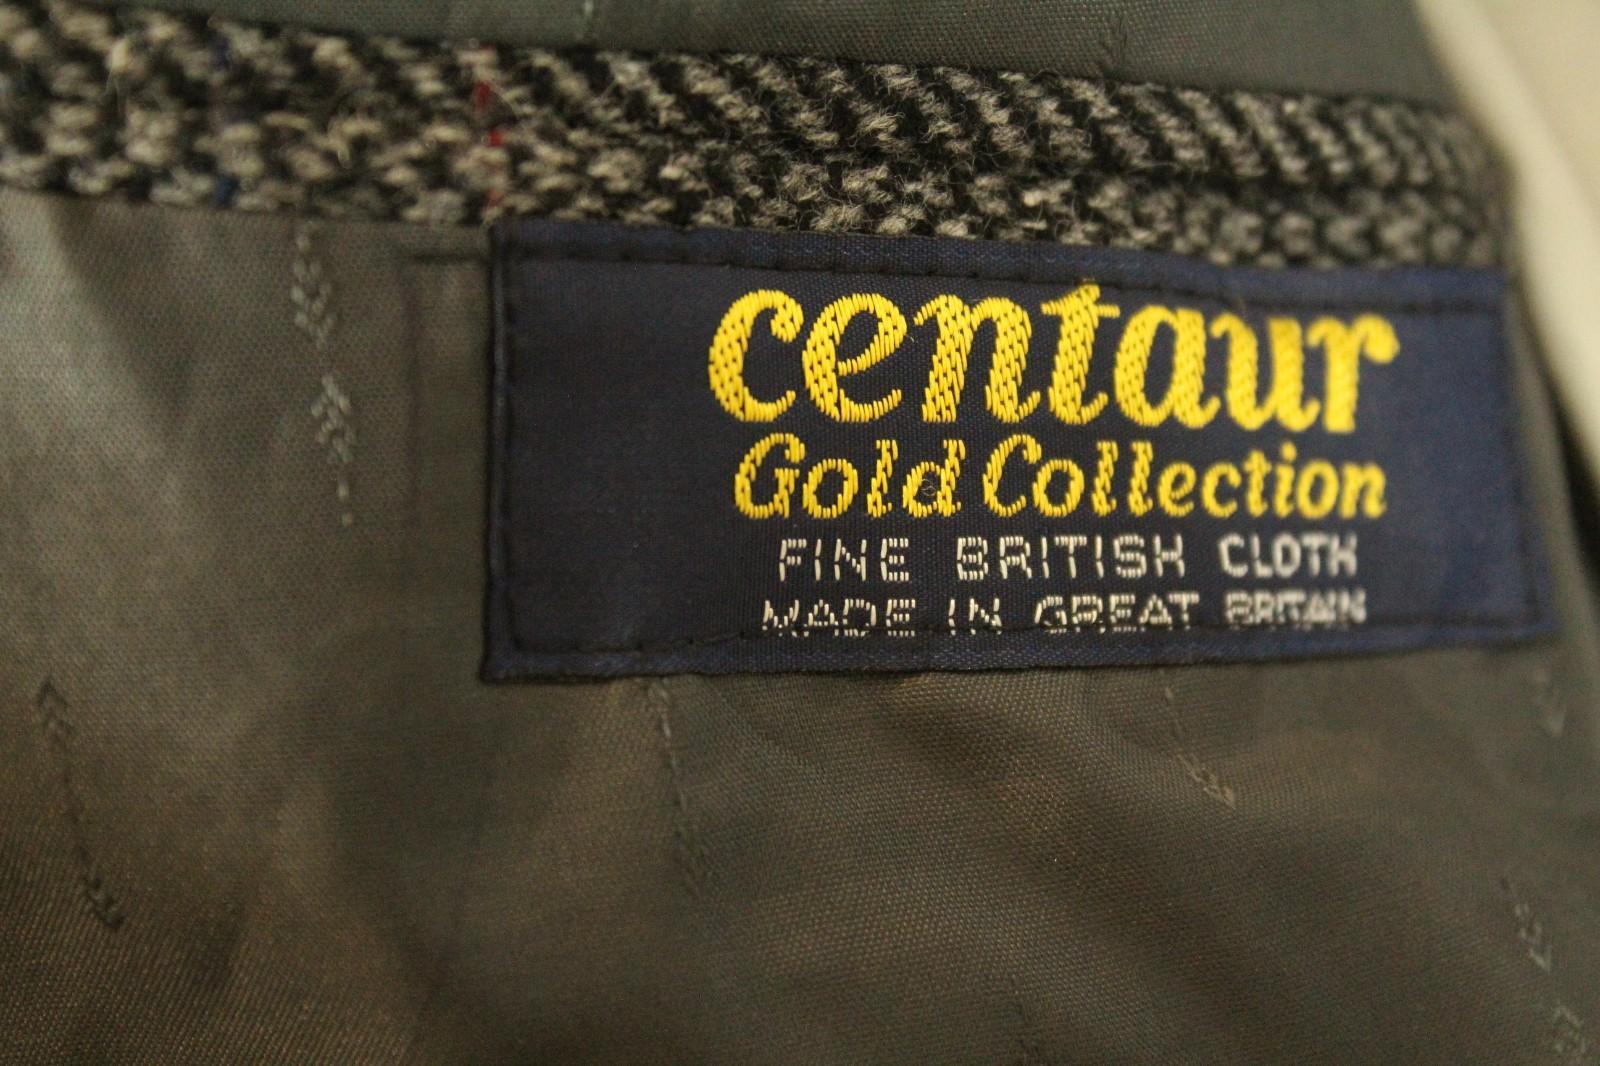 centaur
Gold Collection
FINE BRITISH CLOTH
MADE IN GREAT BRITAIN